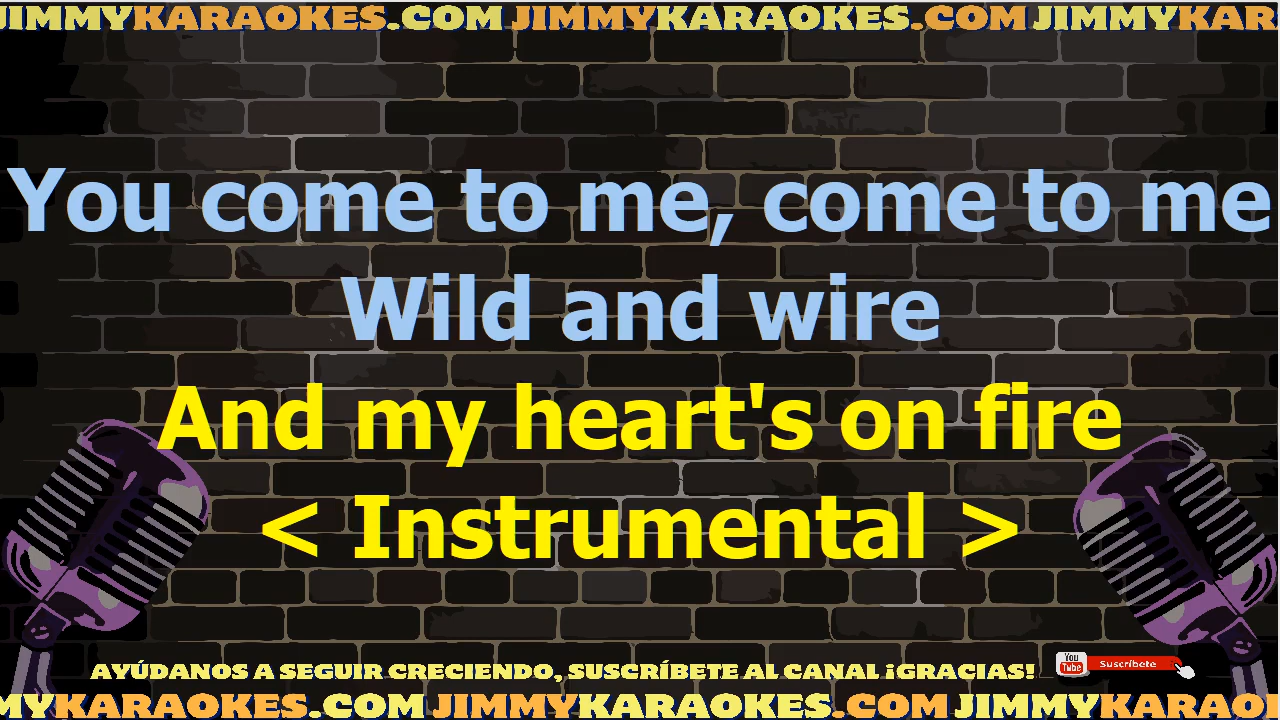 JIMMYKARAOKES.COM JIMMYKARAOKES.COM JIMMYKAR
You come to me, come to me
Wild and wire
And my heart's on fire
< Instrumental >
AYÚDANOS A SEGUIR CRECIENDO, SUSCRÍBETE AL CANAL ¡GRACIAS!
You Tube Suscríbete
MYKARAOKES.COM JIMMYKARAOKES.COM JIMMYKARAO